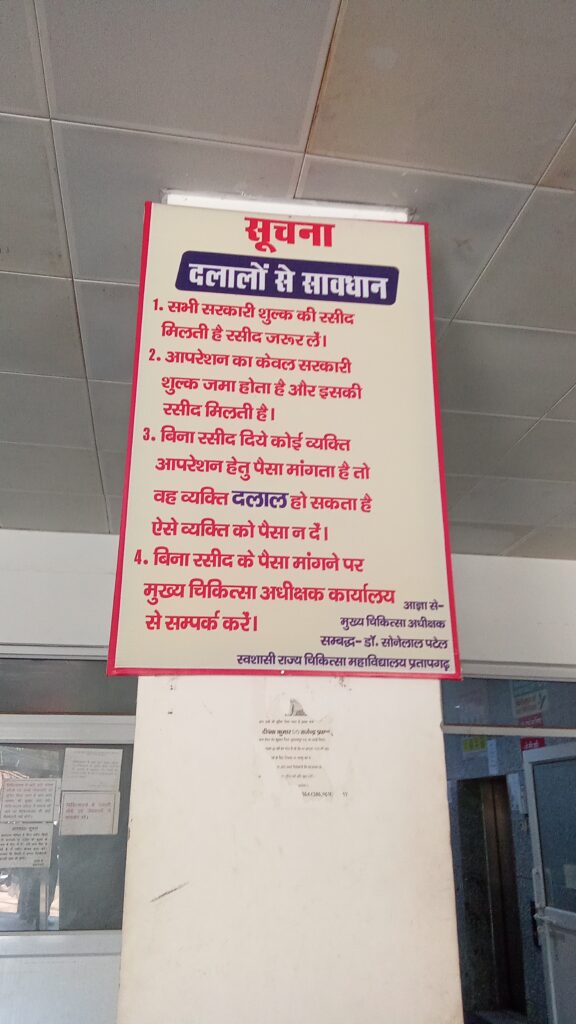 सूचना
दलालों से सावधान
1. सभी सरकारी शुल्क की रसीद
मिलती है रसीद जरूर लें।
2. आपरेशन का केवल सरकारी
शुल्क जमा होता है और इसकी
रसीद मिलती है।
3. बिना रसीद दिये कोई व्यक्ति
आपरेशन हेतु पैसा मांगता है तो
वह व्यक्ति दलाल हो सकता है
ऐसे व्यक्ति को पैसा न दें।
4. बिना रसीद के पैसा मांगने पर
मुख्य चिकित्सा अधीक्षक कार्यालय
से सम्पर्क करें।
आज्ञा से-
मुख्य चिकित्सा अधीक्षक
सम्बद्ध- डॉ. सोनेलाल पटेल
स्वशासी राज्य चिकित्सा महाविद्यालय प्रतापगढ़